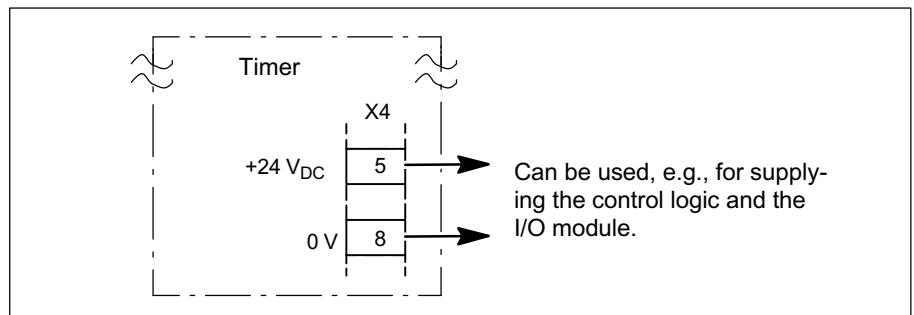 Timer
X4
+24 VDC
5
0 V
8
Can be used, e.g., for supply-
ing the control logic and the
I/O module.